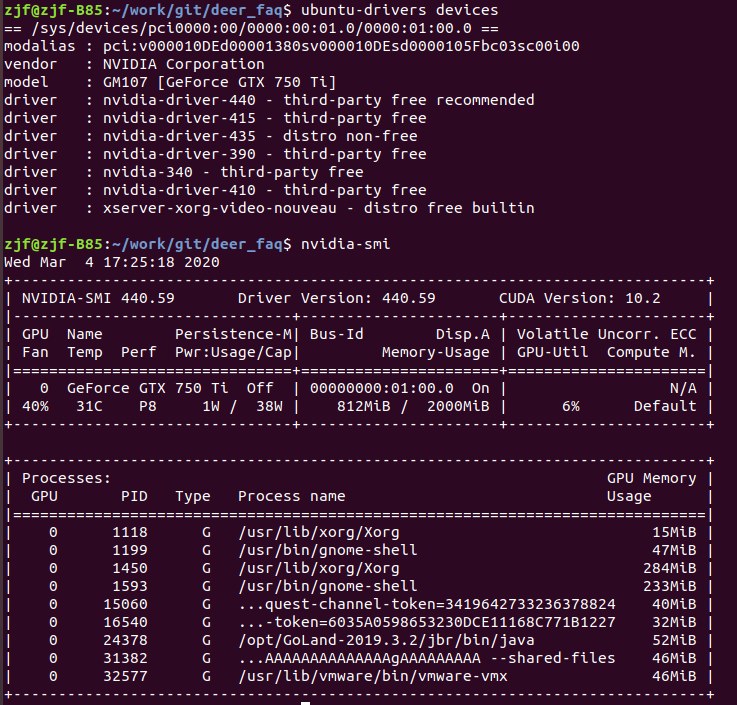 zjf@zjf-B85:~/work/git/deer_faq$ ubuntu-drivers devices
== /sys/devices/pci0000:00/0000:00:01.0/0000:01:00.0 ==
modalias : pci:v000010DEd00001380sv000010DEsd0000105Fbc03sc00i00
vendor   : NVIDIA Corporation
model    : GM107 [GeForce GTX 750 Ti]
driver   : nvidia-driver-440 - third-party free recommended
driver   : nvidia-driver-415 - third-party free
driver   : nvidia-driver-435 - distro non-free
driver   : nvidia-driver-390 - third-party free
driver   : nvidia-340 - third-party free
driver   : nvidia-driver-410 - third-party free
driver   : xserver-xorg-video-nouveau - distro free builtin

zjf@zjf-B85:~/work/git/deer_faq$ nvidia-smi
Wed Mar  4 17:25:18 2020
+-----------------------------------------------------------------------------+
| NVIDIA-SMI 440.59       Driver Version: 440.59       CUDA Version: 10.2     |
|-------------------------------+----------------------+----------------------+
| GPU  Name        Persistence-M| Bus-Id        Disp.A | Volatile Uncorr. ECC |
| Fan  Temp  Perf  Pwr:Usage/Cap|         Memory-Usage | GPU-Util  Compute M. |
|===============================+======================+======================|
|   0  GeForce GTX 750 Ti  Off  | 00000000:01:00.0  On |                  N/A |
| 40%   31C    P8     1W /  38W |    812MiB /  2000MiB |      6%      Default |
+-------------------------------+----------------------+----------------------+

+-----------------------------------------------------------------------------+
| Processes:                                                       GPU Memory |
|  GPU       PID   Type   Process name                             Usage      |
|=============================================================================|
|    0      1118      G   /usr/lib/xorg/Xorg                            15MiB |
|    0      1199      G   /usr/bin/gnome-shell                          47MiB |
|    0      1450      G   /usr/lib/xorg/Xorg                           284MiB |
|    0      1593      G   /usr/bin/gnome-shell                         233MiB |
|    0     15060      G   ...quest-channel-token=3419642733236378824    40MiB |
|    0     16540      G   ...-token=6035A0598653230DCE11168C771B1227    32MiB |
|    0     24378      G   /opt/GoLand-2019.3.2/jbr/bin/java             52MiB |
|    0     31382      G   ...AAAAAAAAAAAAAAgAAAAAAAAA --shared-files    46MiB |
|    0     32577      G   /usr/lib/vmware/bin/vmware-vmx                46MiB |
+-----------------------------------------------------------------------------+